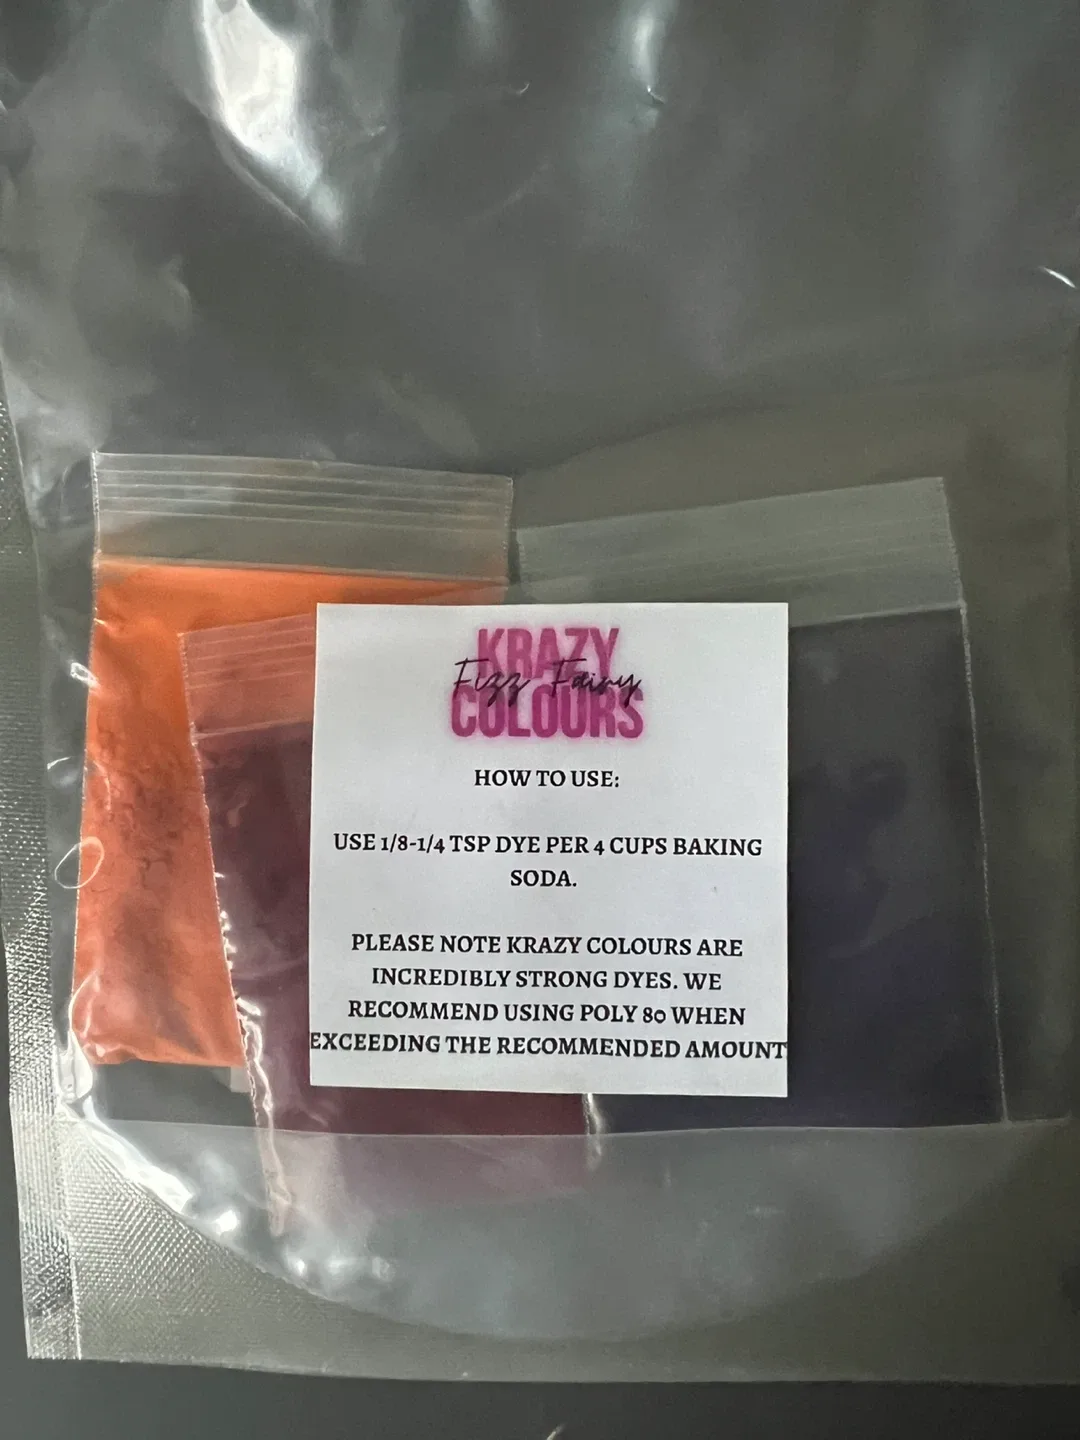 KRAZY
Fizz Fairy
COLOURS
HOW TO USE:
USE 1/8-1/4 TSP DYE PER 4 CUPS BAKING
SODA.
PLEASE NOTE KRAZY COLOURS ARE
INCREDIBLY STRONG DYES. WE
RECOMMEND USING POLY 80 WHEN
EXCEEDING THE RECOMMENDED AMOUNT